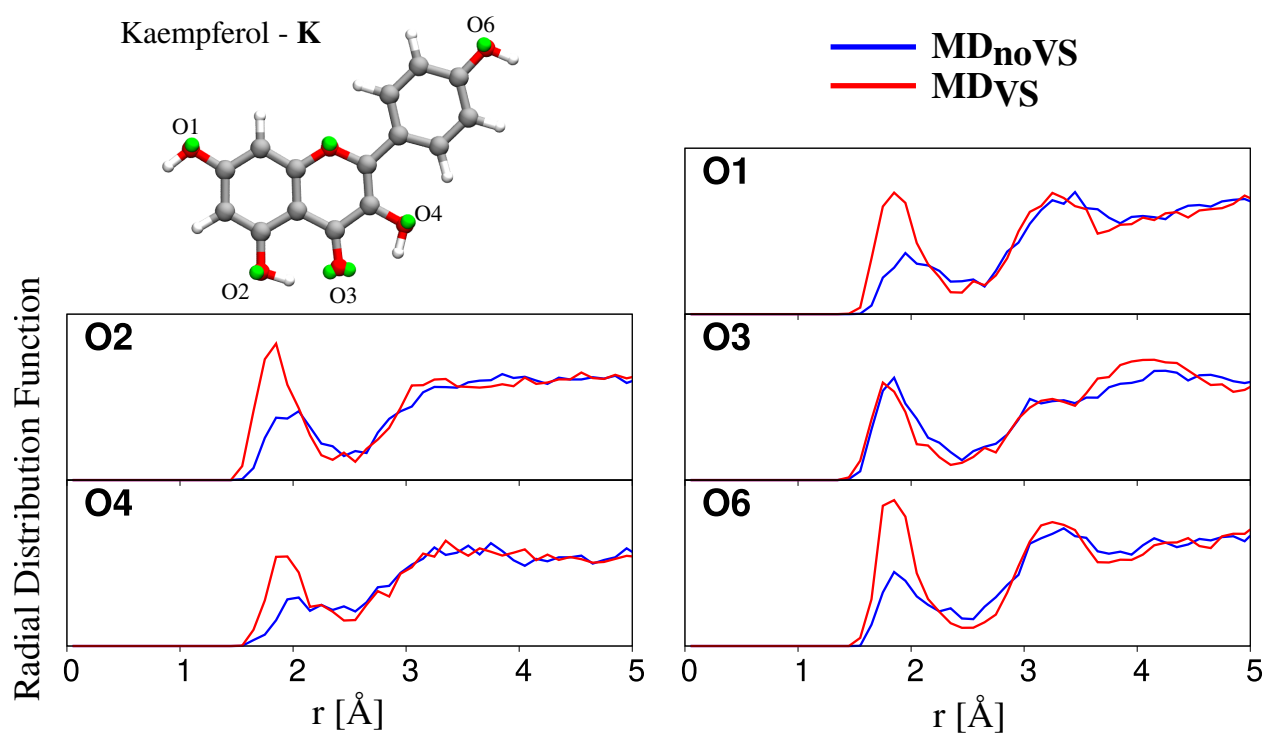 Kaempferol - K
O6
O1
O4
O2
O3
MDnoVS
MDVS
Radial Distribution Function
O1
O2
O3
O4
O6
0 1 2 3 4 5
r [Å]
0 1 2 3 4 5
r [Å]